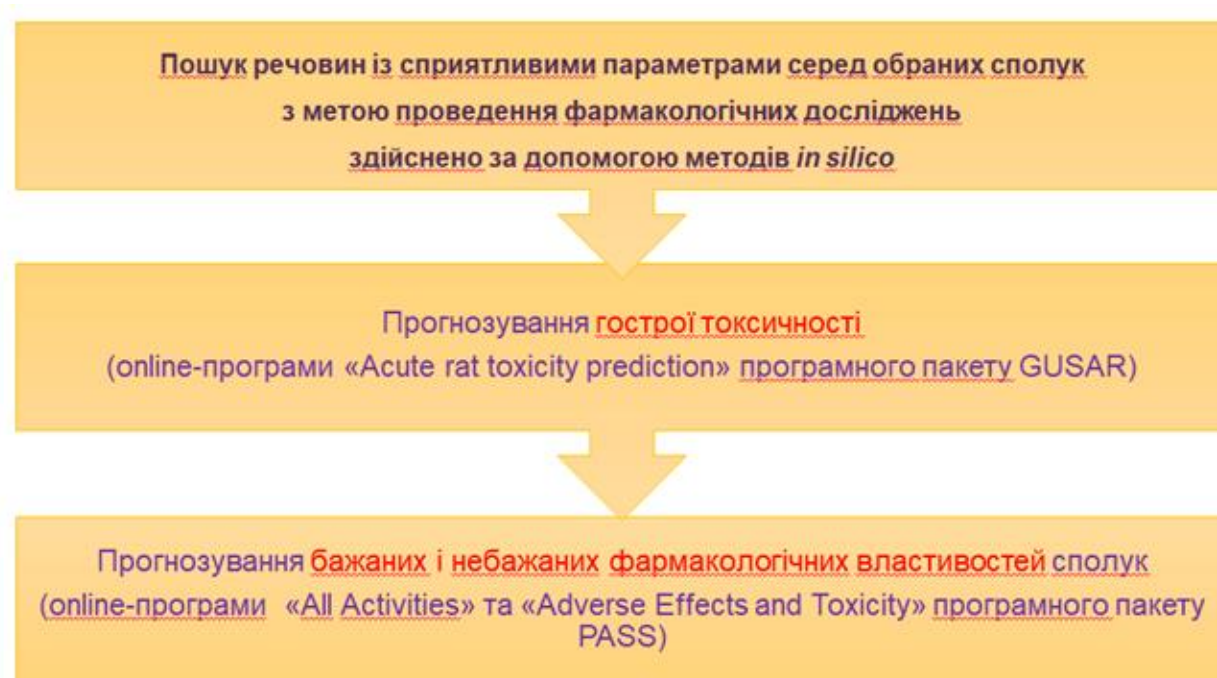 Пошук речовин із сприятливими параметрами серед обраних сполук
з метою проведення фармакологічних досліджень
здійснено за допомогою методів in silico
Прогнозування гострої токсичності
(online-програми «Acute rat toxicity prediction» програмного пакету GUSAR)
Прогнозування бажаних і небажаних фармакологічних властивостей сполук
(online-програми «All Activities» та «Adverse Effects and Toxicity» програмного пакету
PASS)